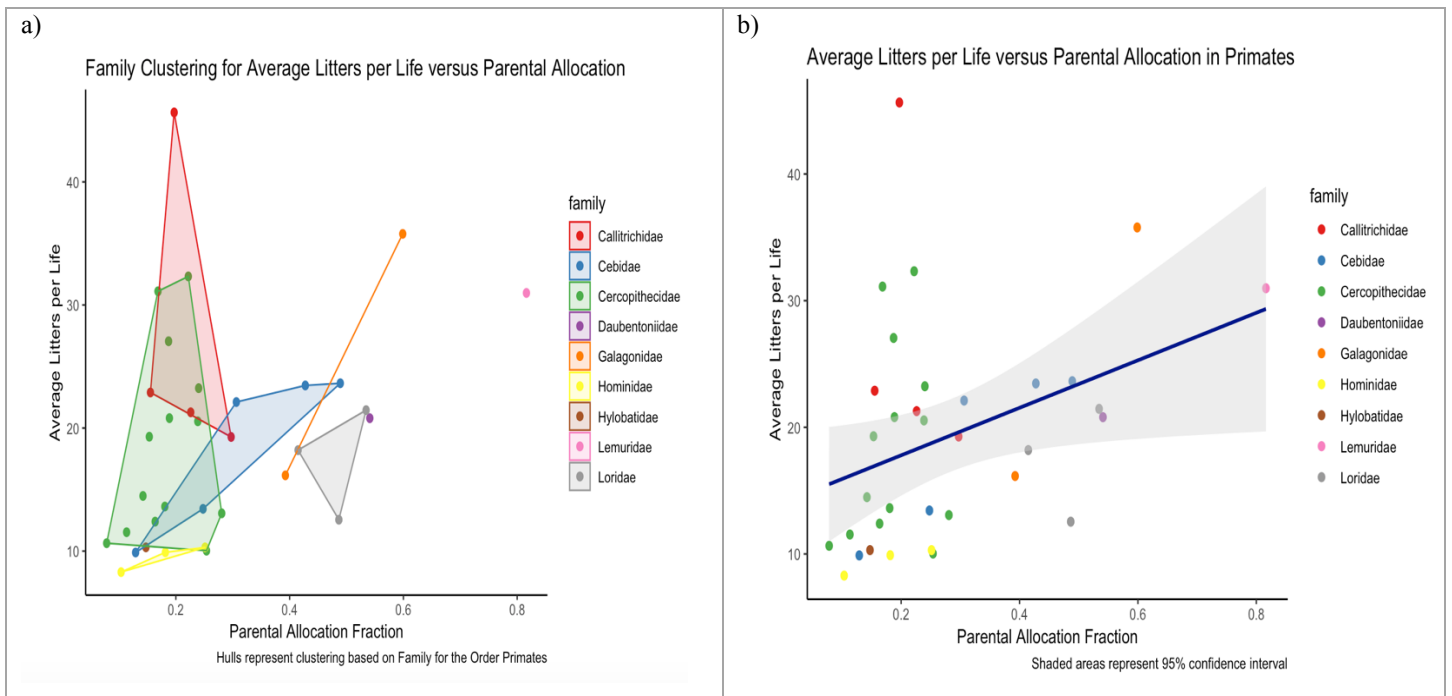 a)
Family Clustering for Average Litters per Life versus Parental Allocation
Average Litters per Life
40
30
20
10
0.2 0.4 0.6 0.8
Parental Allocation Fraction
Hulls represent clustering based on Family for the Order Primates
family
Callitrichidae
Cebidae
Cercopithecidae
Daubentoniidae
Galagonidae
Hominidae
Hylobatidae
Lemuridae
Loridae
b)
Average Litters per Life versus Parental Allocation in Primates
Average Litters per Life
40
30
20
10
0.2 0.4 0.6 0.8
Parental Allocation Fraction
Shaded areas represent 95% confidence interval
family
Callitrichidae
Cebidae
Cercopithecidae
Daubentoniidae
Galagonidae
Hominidae
Hylobatidae
Lemuridae
Loridae